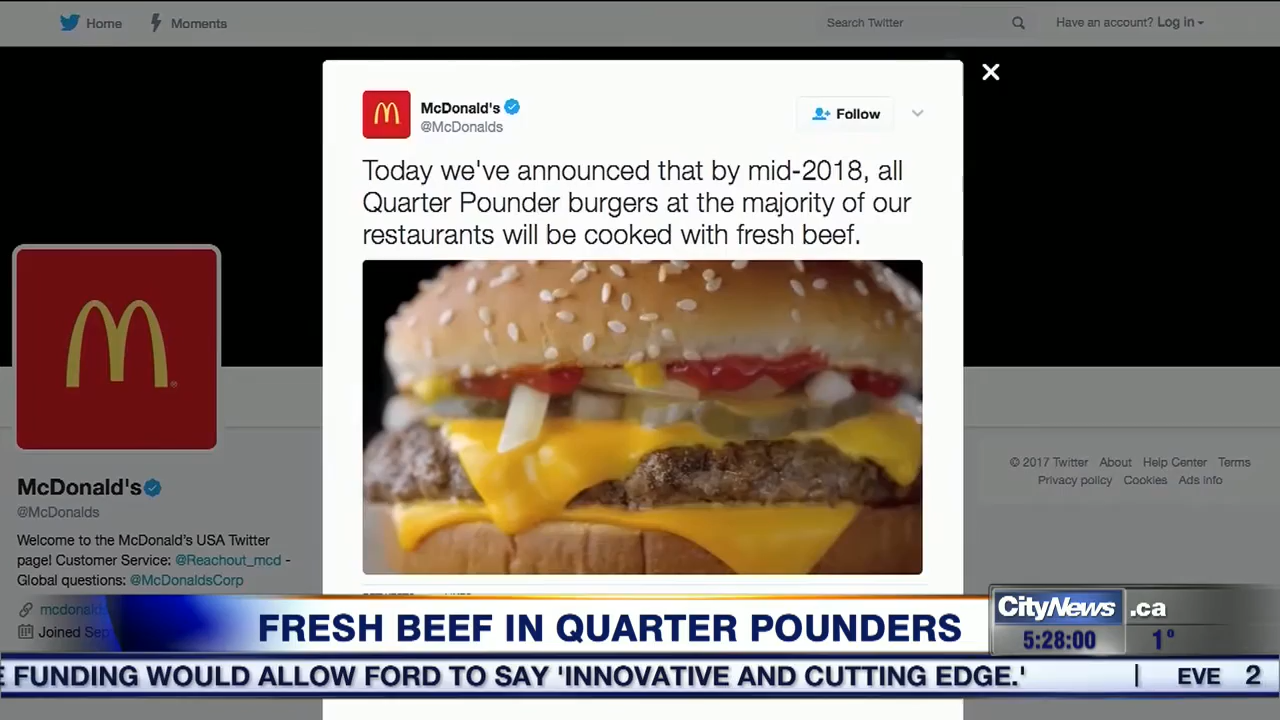 Home Moments Search Twitter Have an account? Log in
McDonald's
@McDonalds
Follow
Today we've announced that by mid-2018, all
Quarter Pounder burgers at the majority of our
restaurants will be cooked with fresh beef.
McDonald's
@McDonalds
Welcome to the McDonald's USA Twitter
page! Customer Service: @Reachout_mcd -
Global questions: @McDonaldsCorp
Joined
© 2017 Twitter About Help Center Terms
Privacy policy Cookies Ads info
FRESH BEEF IN QUARTER POUNDERS
CityNews .ca
5:28:00 1°
FUNDING WOULD ALLOW FORD TO SAY 'INNOVATIVE AND CUTTING EDGE.' | EVE 2